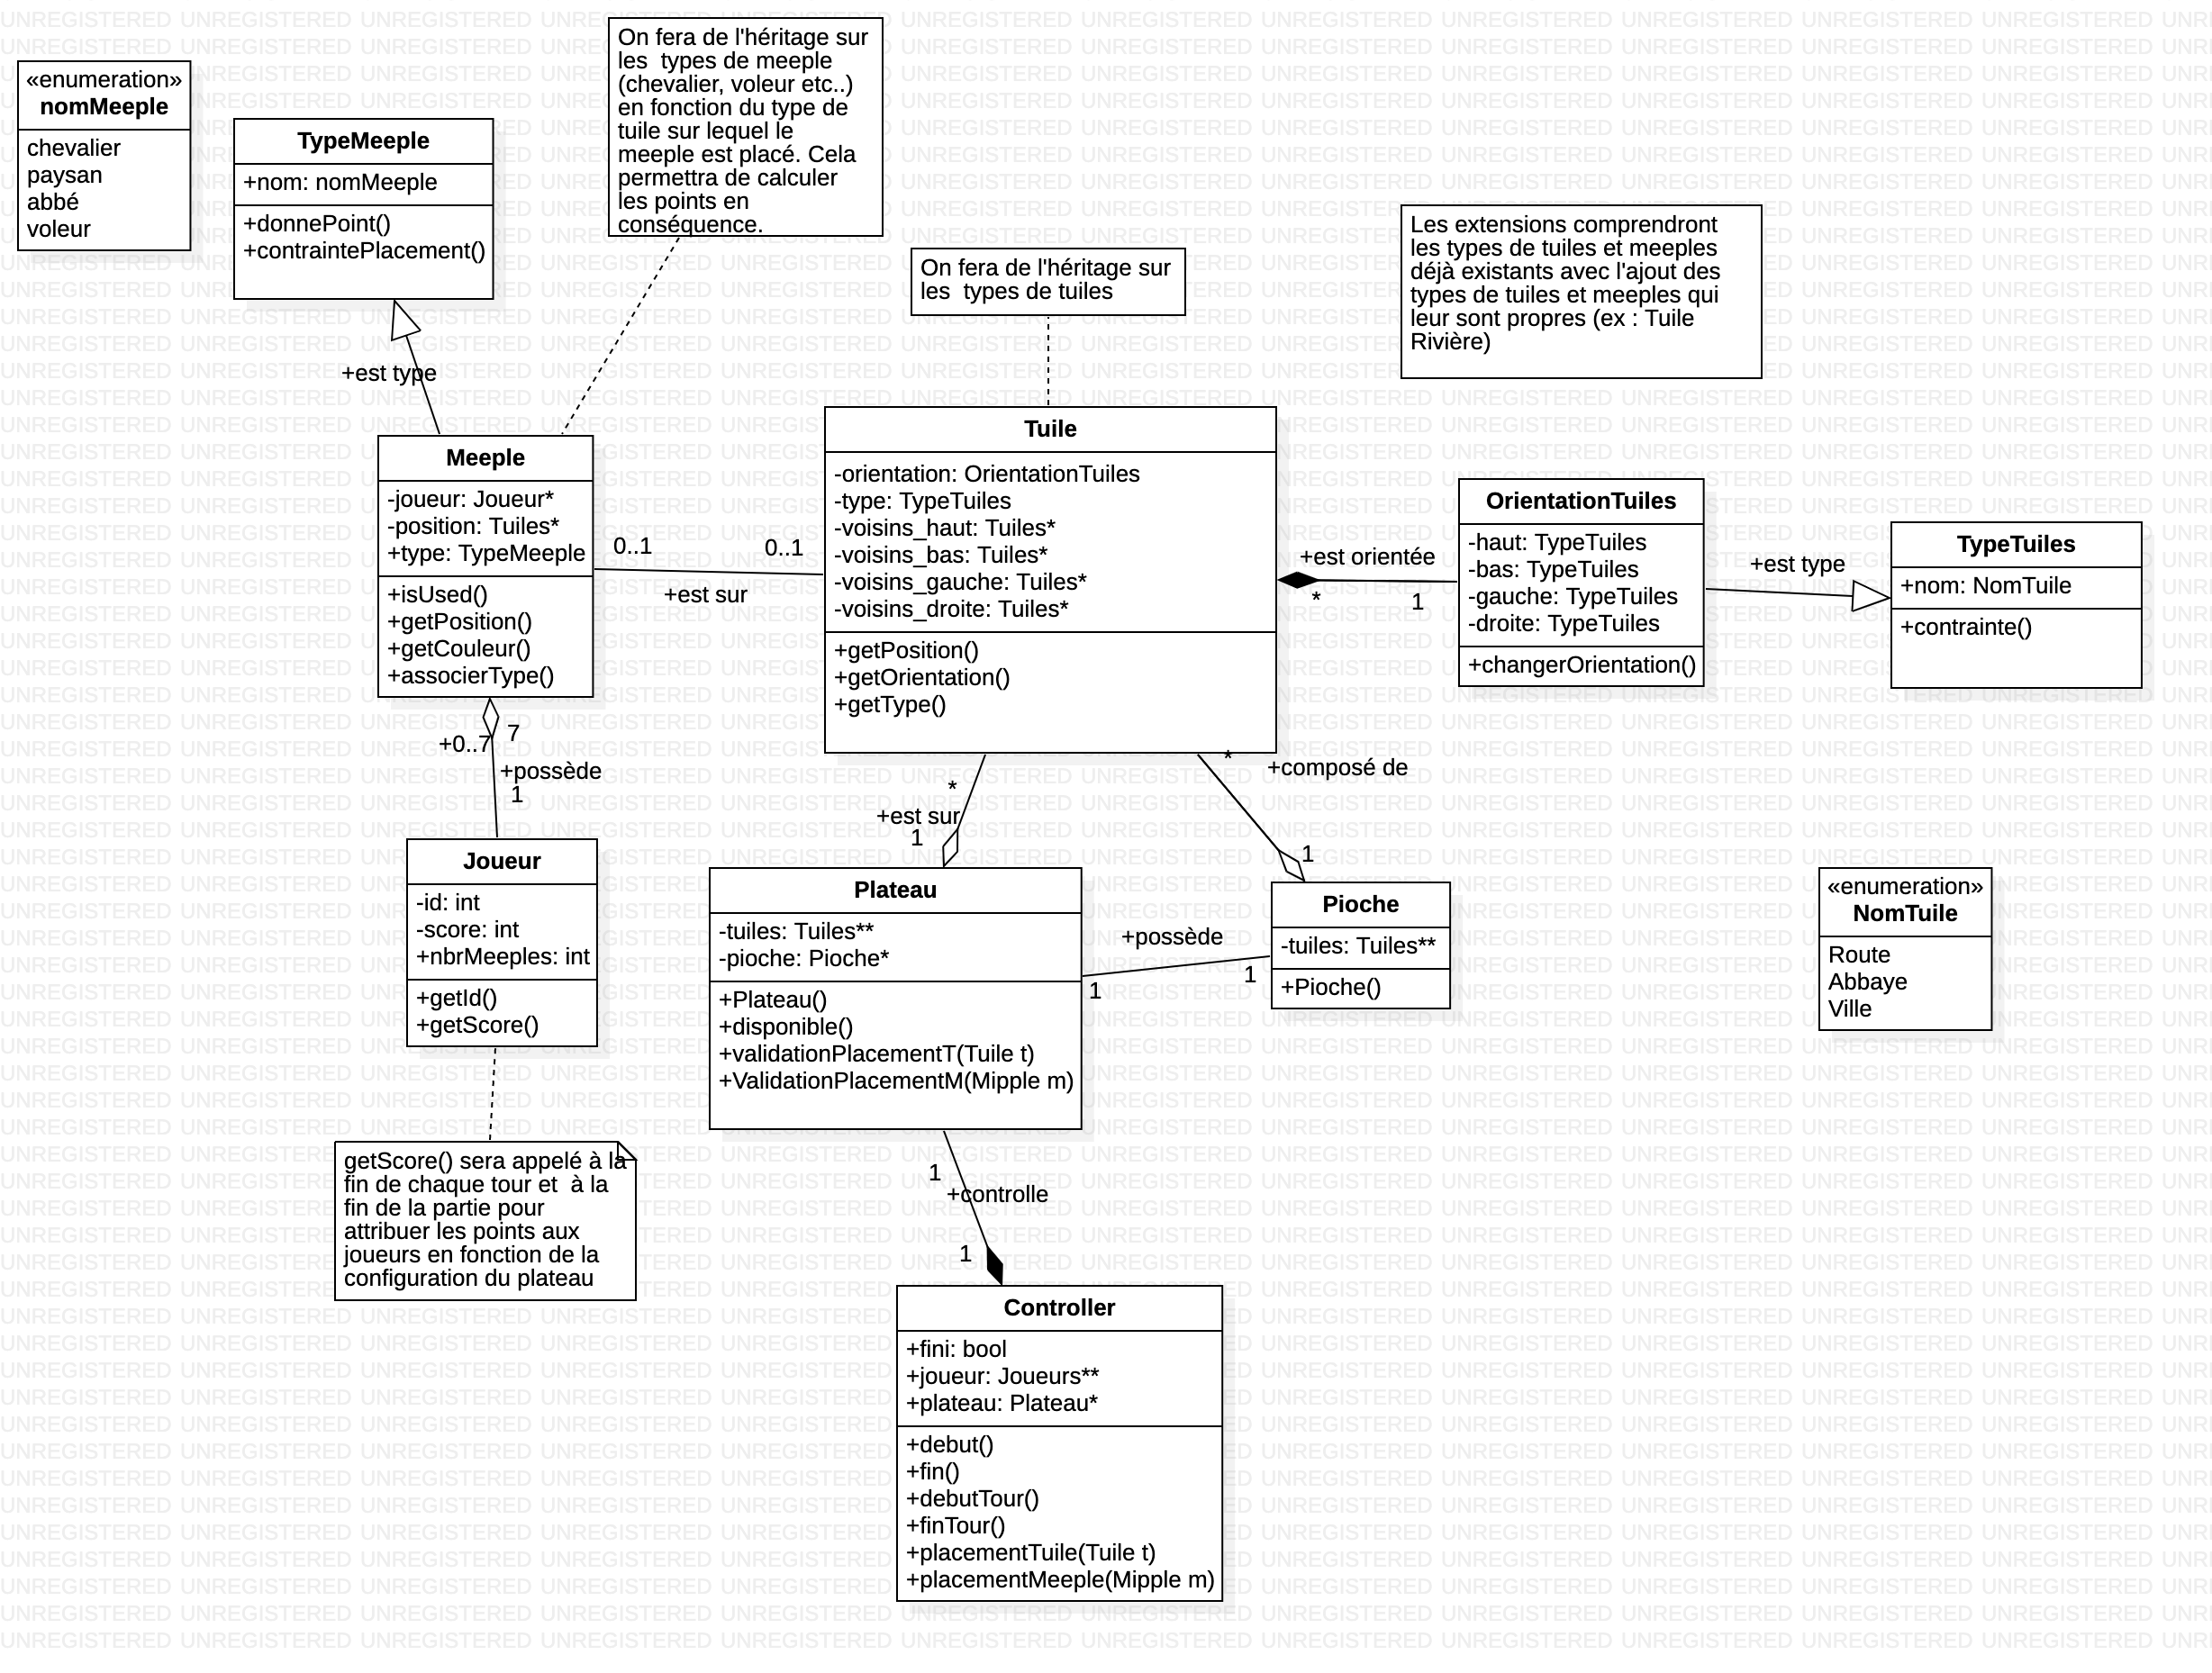 «enumeration»
nomMeeple
chevalier
paysan
abbé
voleur
TypeMeeple
+nom: nomMeeple
+donnePoint()
+contraintePlacement()
On fera de l'héritage sur
les  types de meeple
(chevalier, voleur etc..)
en fonction du type de
tuile sur lequel le
meeple est placé. Cela
permettra de calculer
les points en
conséquence.
On fera de l'héritage sur
les  types de tuiles
Les extensions comprendront
les types de tuiles et meeples
déjà existants avec l'ajout des
types de tuiles et meeples qui
leur sont propres (ex : Tuile
Rivière)
+est type
Meeple
-joueur: Joueur*
-position: Tuiles*
+type: TypeMeeple
+isUsed()
+getPosition()
+getCouleur()
+associerType()
0..1
0..1
+est sur
Tuile
-orientation: OrientationTuiles
-type: TypeTuiles
-voisins_haut: Tuiles*
-voisins_bas: Tuiles*
-voisins_gauche: Tuiles*
-voisins_droite: Tuiles*
+getPosition()
+getOrientation()
+getType()
+est orientée
*
1
OrientationTuiles
-haut: TypeTuiles
-bas: TypeTuiles
-gauche: TypeTuiles
-droite: TypeTuiles
+changerOrientation()
+est type
TypeTuiles
+nom: NomTuile
+contrainte()
7
+0..7
+possède
1
*
+est sur
1
*
+composé de
1
Joueur
-id: int
-score: int
+nbrMeeples: int
+getId()
+getScore()
Plateau
-tuiles: Tuiles**
-pioche: Pioche*
+Plateau()
+disponible()
+validationPlacementT(Tuile t)
+ValidationPlacementM(Mipple m)
+possède
1
1
Pioche
-tuiles: Tuiles**
+Pioche()
«enumeration»
NomTuile
Route
Abbaye
Ville
getScore() sera appelé à la
fin de chaque tour et  à la
fin de la partie pour
attribuer les points aux
joueurs en fonction de la
configuration du plateau
1
+controlle
1
Controller
+fini: bool
+joueur: Joueurs**
+plateau: Plateau*
+debut()
+fin()
+debutTour()
+finTour()
+placementTuile(Tuile t)
+placementMeeple(Mipple m)
UNREGISTERED